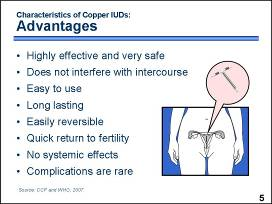 Characteristics of Copper IUDs:
Advantages
• Highly effective and very safe
• Does not interfere with intercourse
• Easy to use
• Long lasting
• Easily reversible
• Quick return to fertility
• No systemic effects
• Complications are rare
Source: CCP and WHO, 2007.
5